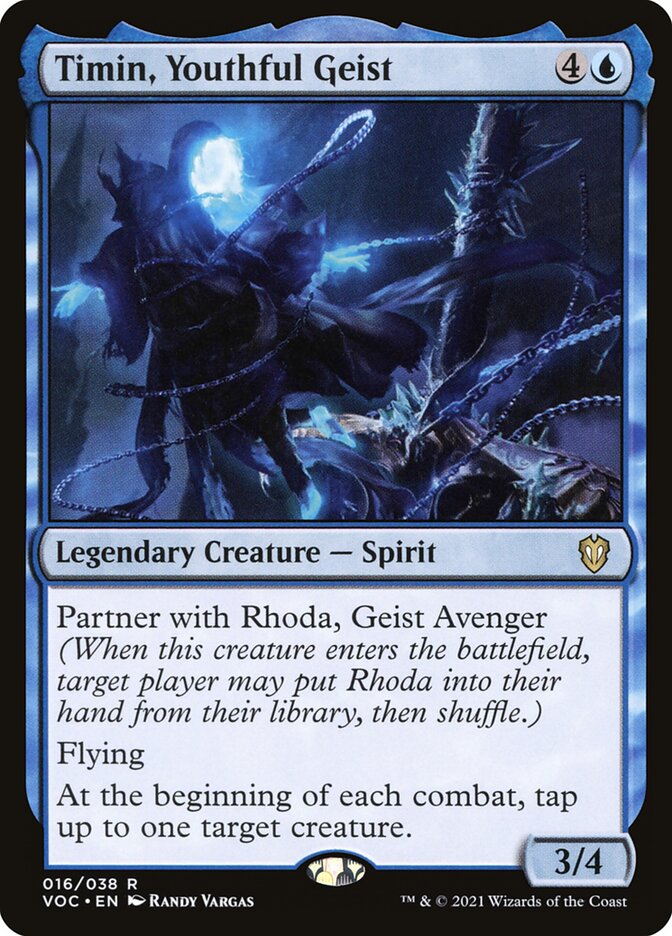 Timin, Youthful Geist 4
Legendary Creature — Spirit
Partner with Rhoda, Geist Avenger
(When this creature enters the battlefield,
target player may put Rhoda into their
hand from their library, then shuffle.)
Flying
At the beginning of each combat, tap
up to one target creature.
3/4
016/038 R
VOC • EN Randy Vargas
™ & © 2021 Wizards of the Coast